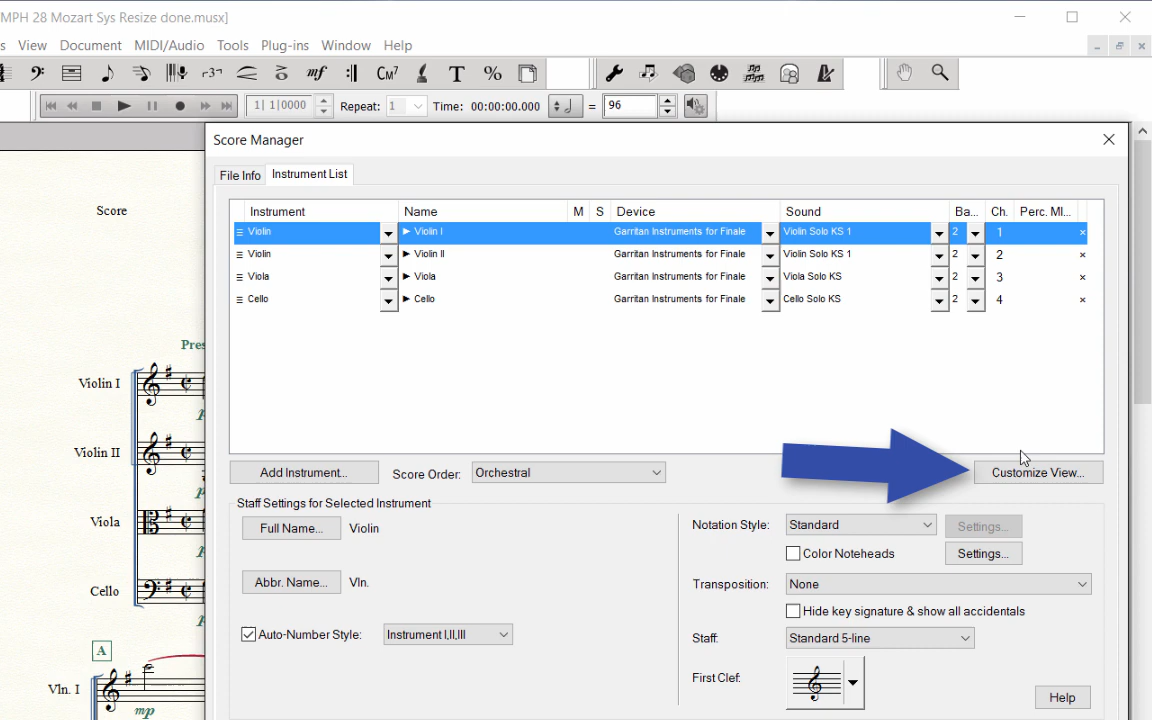 MPH 28 Mozart Sys Resize done.musx]
s View Document MIDI/Audio Tools Plug-ins Window Help
3 mf CM7 T %
1| 1|0000 Repeat: 1 Time: 00:00:00.000 = 96
Score Manager
File Info Instrument List
Instrument Name M S Device Sound Ba... Ch. Perc. MI...
Violin Violin I Garritan Instruments for Finale Violin Solo KS 1 2 1 ×
Violin Violin II Garritan Instruments for Finale Violin Solo KS 1 2 2 ×
Viola Viola Garritan Instruments for Finale Viola Solo KS 2 3 ×
Cello Cello Garritan Instruments for Finale Cello Solo KS 2 4 ×
Score
Pres
Violin I
p
Violin II
p
Viola
p
Cello
p
A
Vln. I
mp
Add Instrument... Score Order: Orchestral Customize View...
Staff Settings for Selected Instrument
Full Name... Violin
Abbr. Name... Vln.
Auto-Number Style: Instrument I,II,III
Notation Style: Standard Settings...
Color Noteheads Settings...
Transposition: None
Hide key signature & show all accidentals
Staff: Standard 5-line
First Clef:
Help